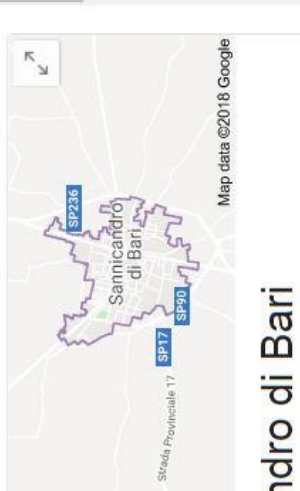 SP236
Sannicandro
di Bari
SP90
SP17
Strada Provinciale 17
Map data ©2018 Google
ndro di Bari